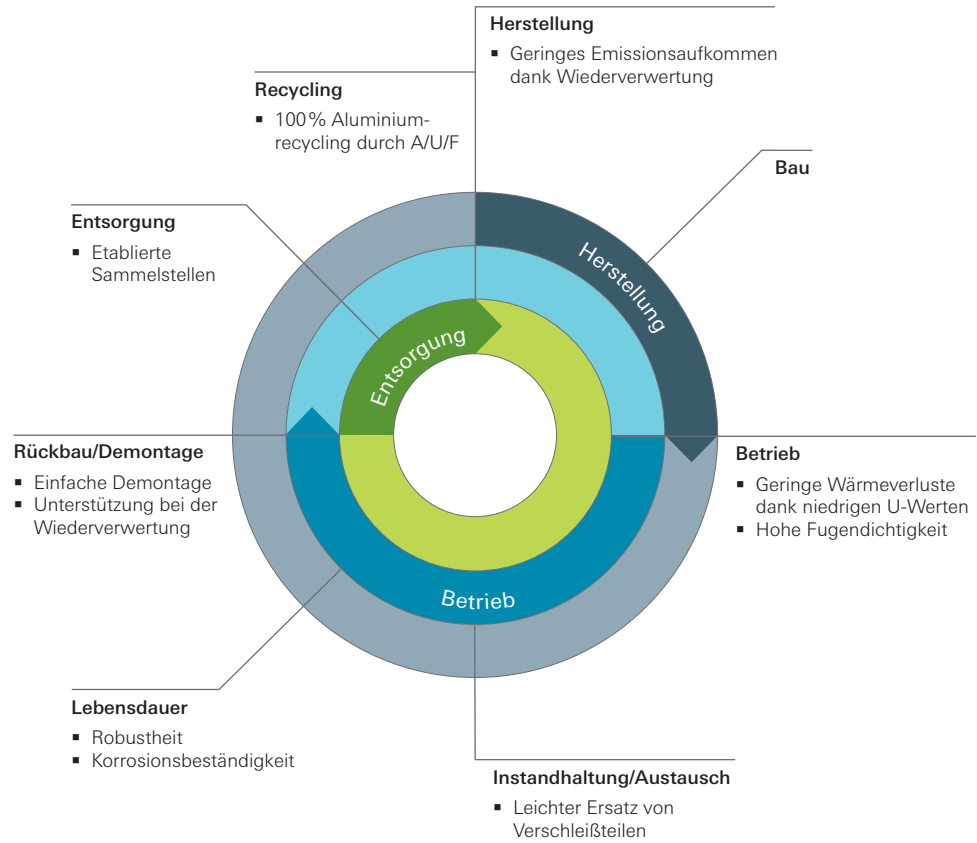 Herstellung
▪ Geringes Emissionsaufkommen
dank Wiederverwertung
Recycling
▪ 100 % Aluminium-
recycling durch A/U/F
Bau
Entsorgung
▪ Etablierte
Sammelstellen
Herstellung
Entsorgung
Betrieb
Rückbau/Demontage
▪ Einfache Demontage
▪ Unterstützung bei der
Wiederverwertung
Betrieb
▪ Geringe Wärmeverluste
dank niedrigen U-Werten
▪ Hohe Fugendichtigkeit
Lebensdauer
▪ Robustheit
▪ Korrosionsbeständigkeit
Instandhaltung/Austausch
▪ Leichter Ersatz von
Verschleißteilen